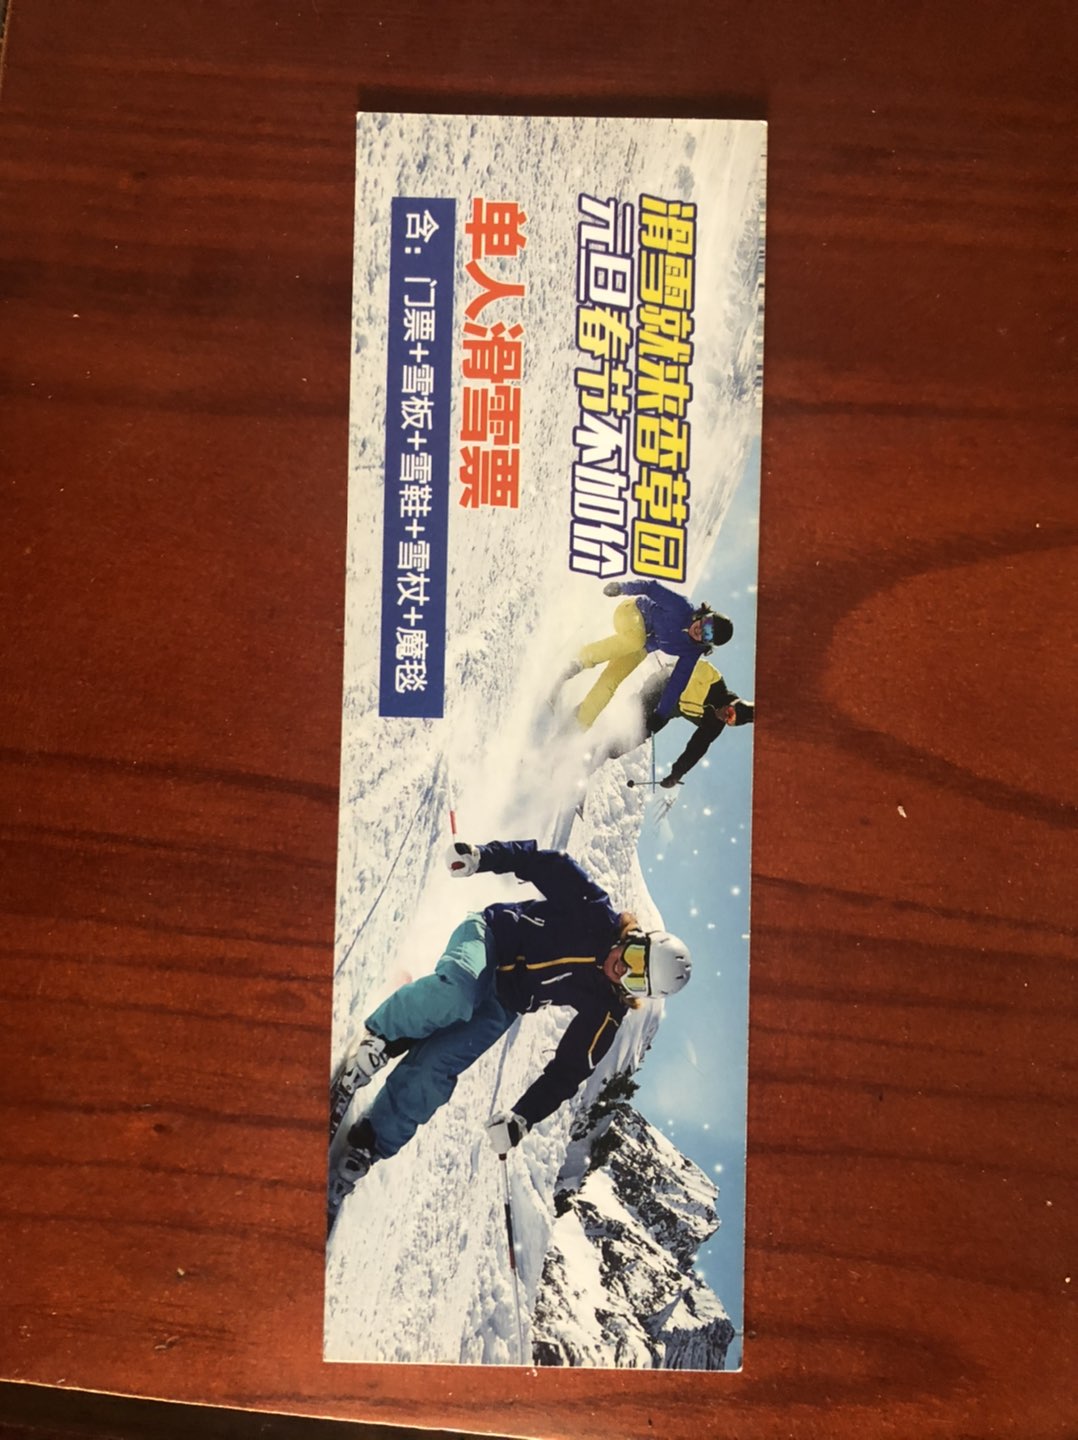 滑雪就来香草园
元旦春节不加价
单人滑雪票
含：门票+雪板+雪鞋+雪杖+魔毯